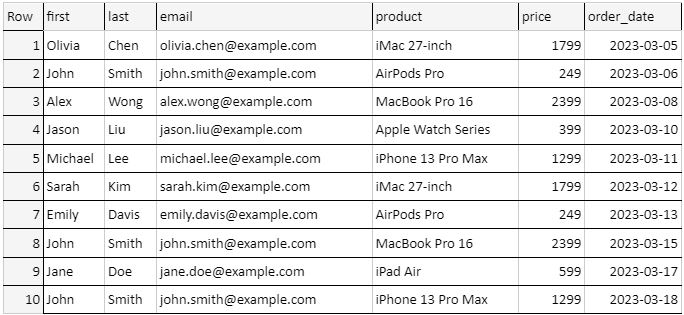 Row first last email product price order_date
1 Olivia Chen olivia.chen@example.com iMac 27-inch 1799 2023-03-05
2 John Smith john.smith@example.com AirPods Pro 249 2023-03-06
3 Alex Wong alex.wong@example.com MacBook Pro 16 2399 2023-03-08
4 Jason Liu jason.liu@example.com Apple Watch Series 399 2023-03-10
5 Michael Lee michael.lee@example.com iPhone 13 Pro Max 1299 2023-03-11
6 Sarah Kim sarah.kim@example.com iMac 27-inch 1799 2023-03-12
7 Emily Davis emily.davis@example.com AirPods Pro 249 2023-03-13
8 John Smith john.smith@example.com MacBook Pro 16 2399 2023-03-15
9 Jane Doe jane.doe@example.com iPad Air 599 2023-03-17
10 John Smith john.smith@example.com iPhone 13 Pro Max 1299 2023-03-18